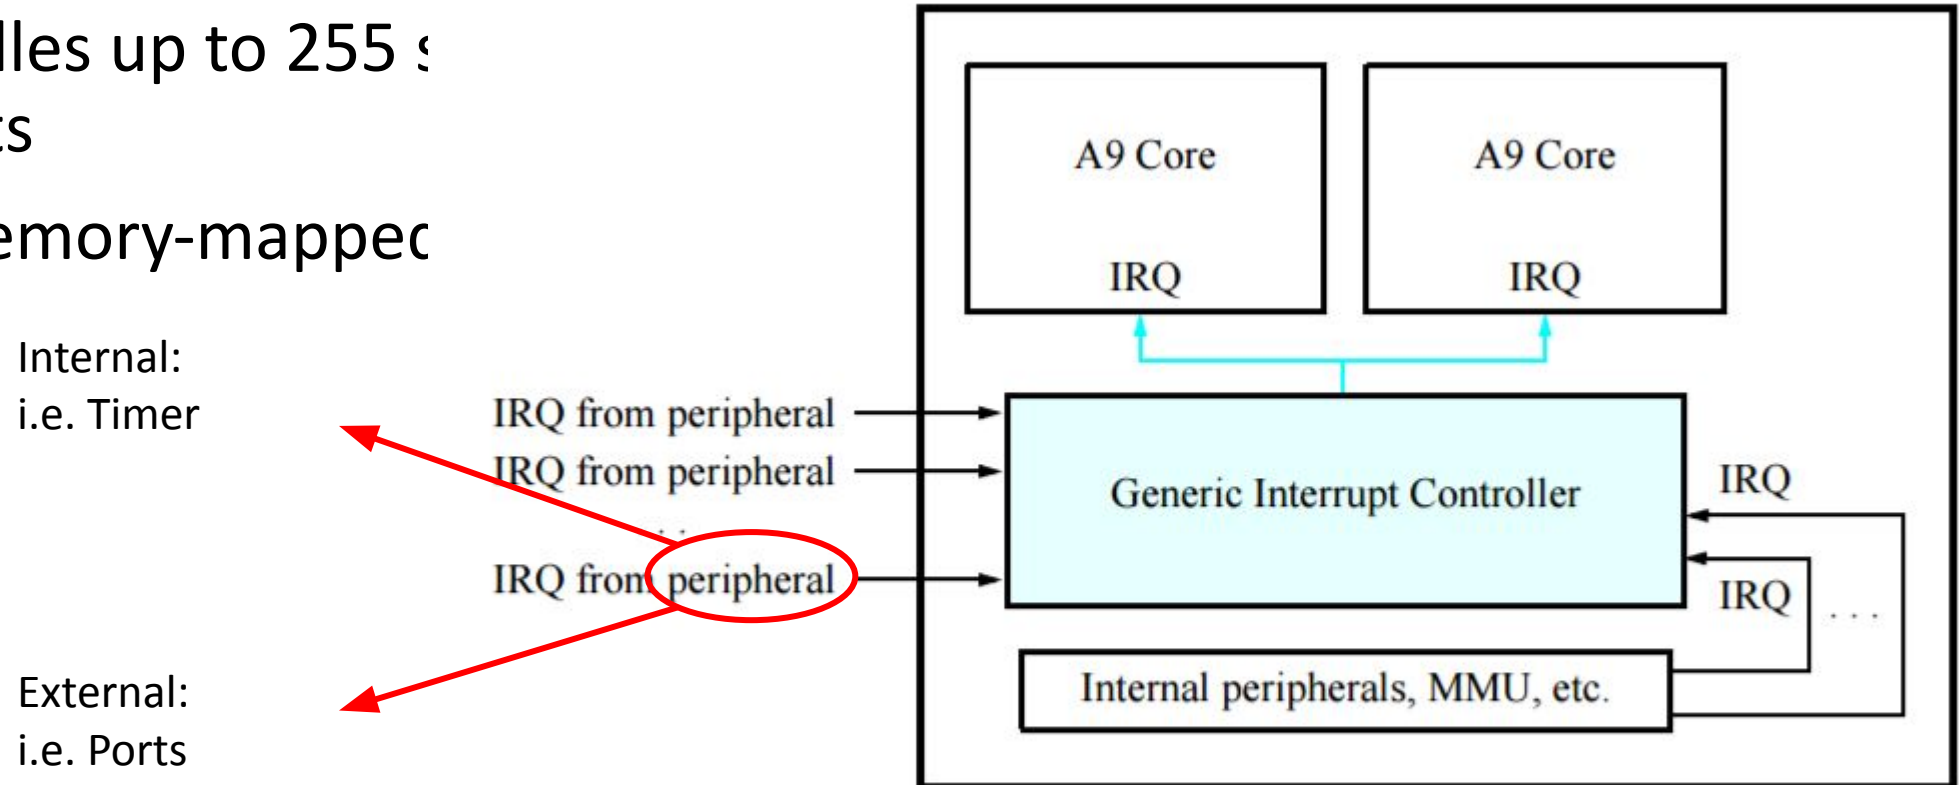 lles up to 255 s
ts
emory-mapped
Internal:
i.e. Timer
External:
i.e. Ports
IRQ from peripheral
IRQ from peripheral
. .
IRQ from peripheral
A9 Core
IRQ
A9 Core
IRQ
Generic Interrupt Controller
IRQ
IRQ
. . .
Internal peripherals, MMU, etc.